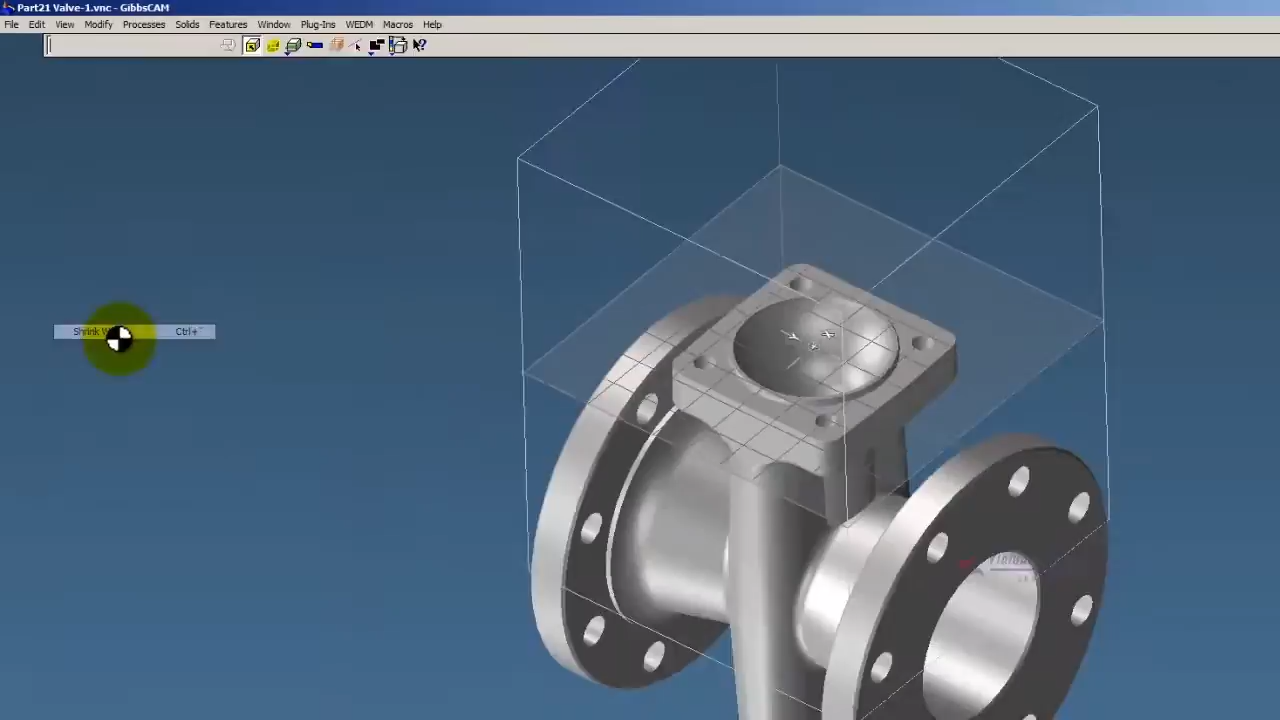 Part21 Valve-1.vnc - GibbsCAM
File Edit View Modify Processes Solids Features Window Plug-Ins WEDM Macros Help
Shrink Ctrl+